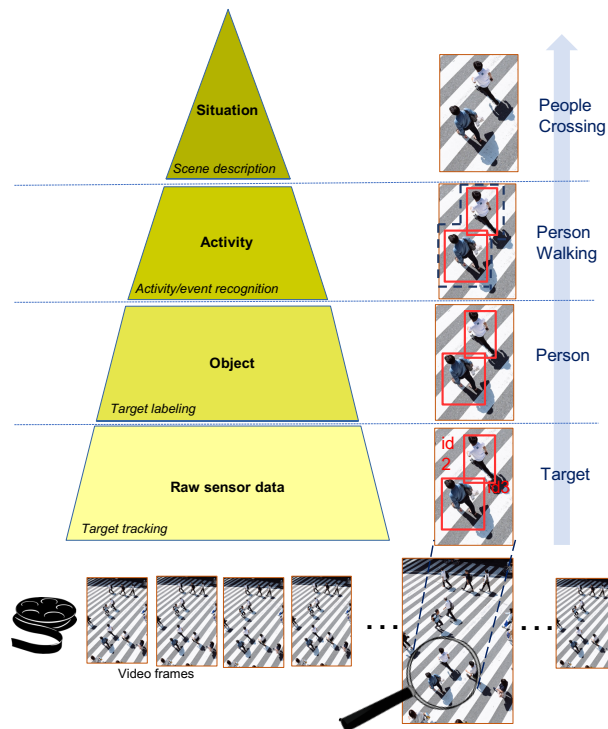 Situation
Scene description
People
Crossing
Activity
Activity/event recognition
Person
Walking
Object
Target labeling
Person
Raw sensor data
Target tracking
id
2
id3
Target
...
...
Video frames